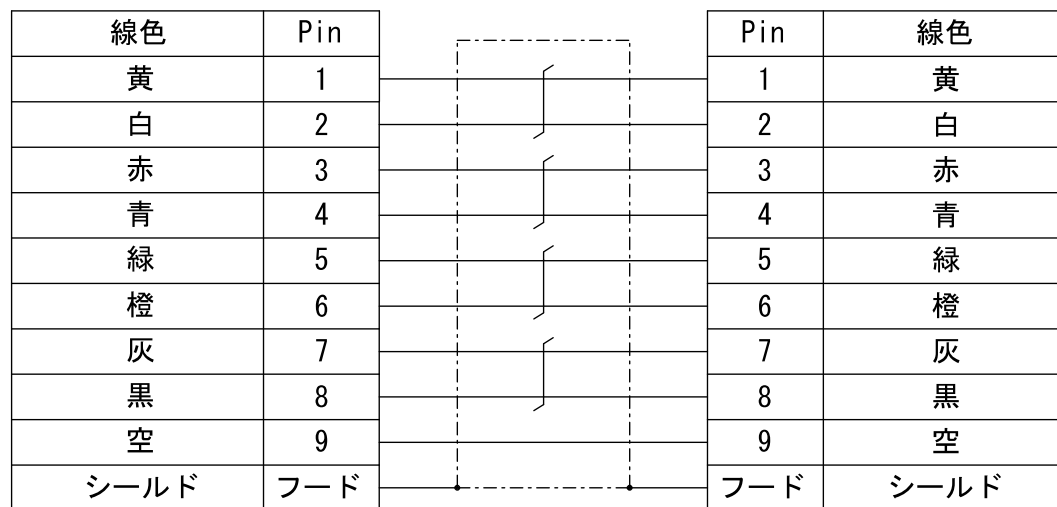 線色 Pin Pin 線色
黄 1 1 黄
白 2 2 白
赤 3 3 赤
青 4 4 青
緑 5 5 緑
橙 6 6 橙
灰 7 7 灰
黒 8 8 黒
空 9 9 空
シールド フード フード シールド